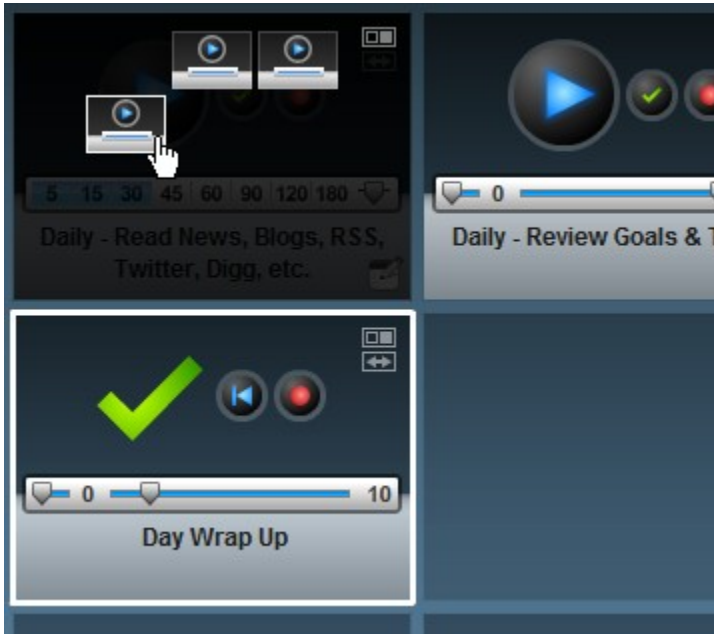 5 15 30 45 60 90 120 180
Daily - Read News, Blogs, RSS,
Twitter, Digg, etc.
0
Daily - Review Goals &
0 10
Day Wrap Up